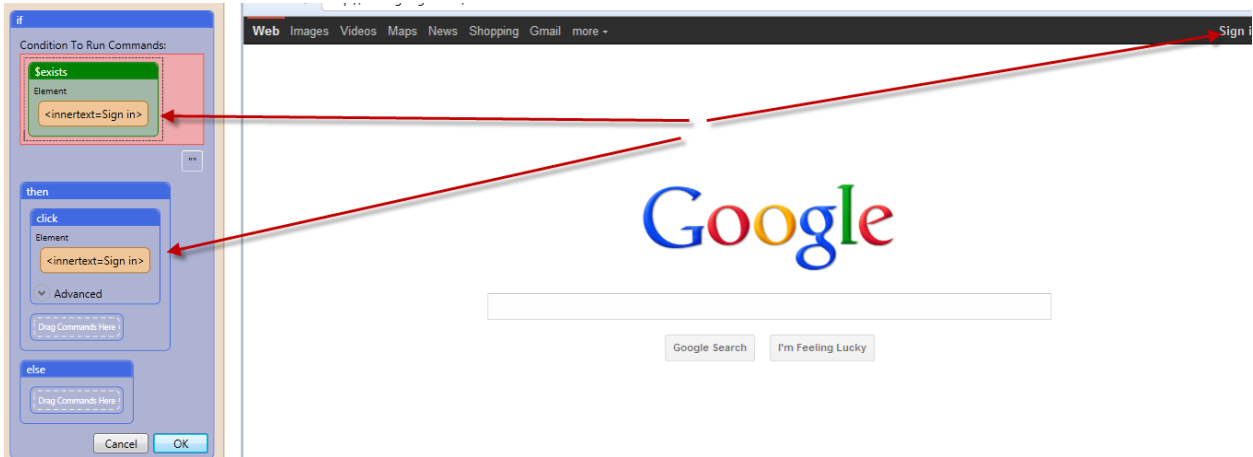 if
Condition To Run Commands:
$exists
Element
<innertext=Sign in>
""
then
click
Element
<innertext=Sign in>
Advanced
Drag Commands Here
else
Drag Commands Here
Cancel OK
Web Images Videos Maps News Shopping Gmail more Sign i
Google
Google Search I'm Feeling Lucky